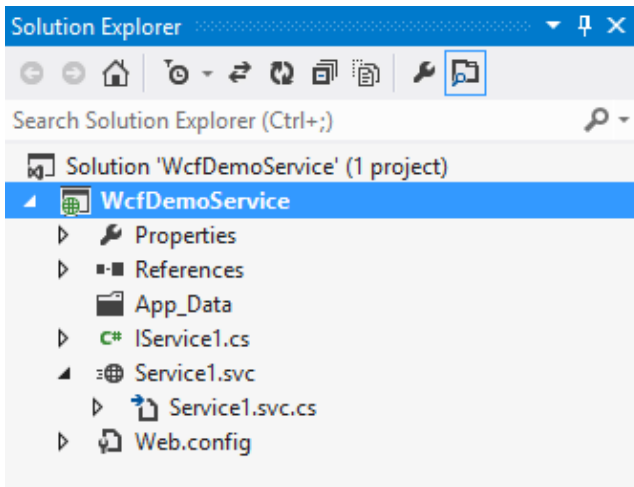 Solution Explorer
Search Solution Explorer (Ctrl+;)
Solution 'WcfDemoService' (1 project)
WcfDemoService
Properties
References
App_Data
C# IService1.cs
Service1.svc
Service1.svc.cs
Web.config